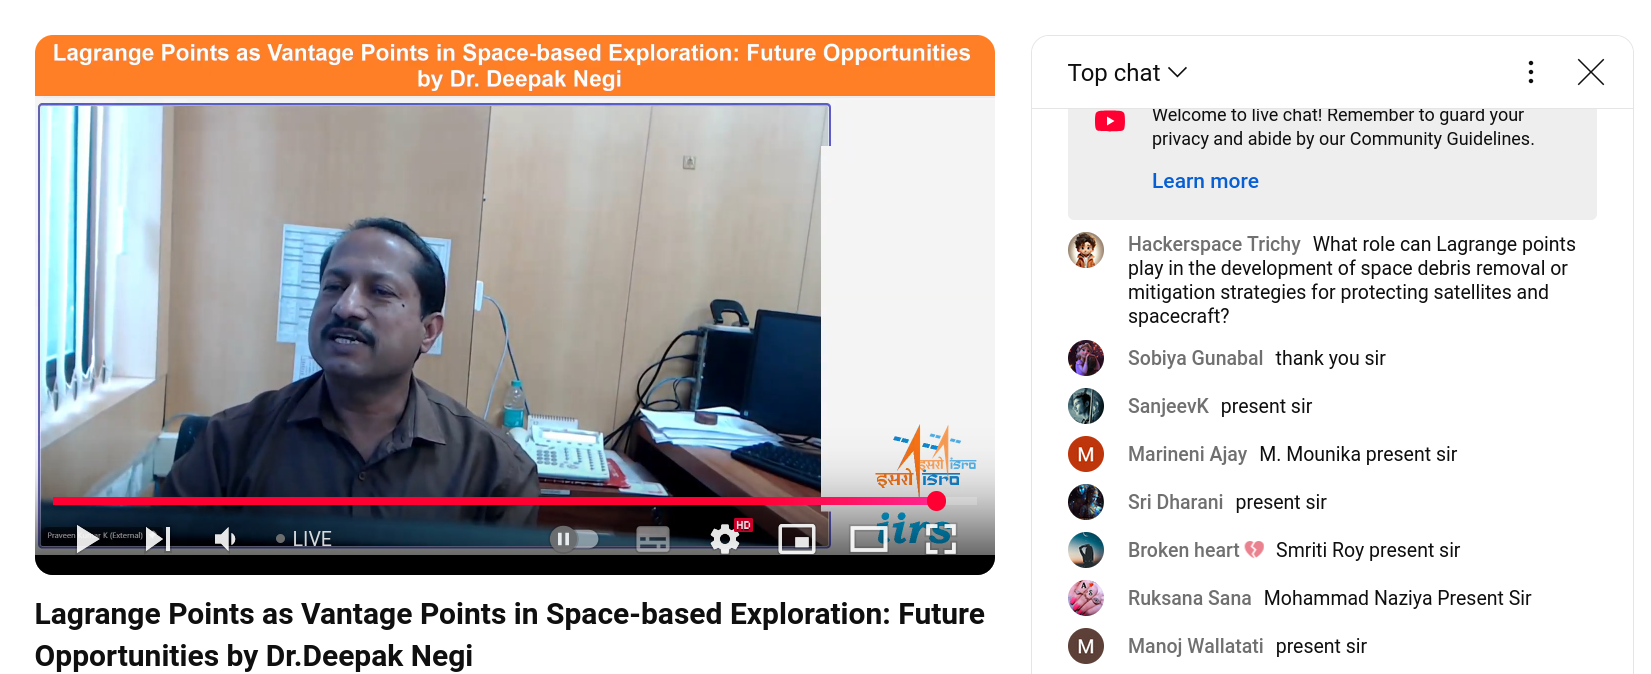 Lagrange Points as Vantage Points in Space-based Exploration: Future Opportunities
by Dr. Deepak Negi
इसरो isro
इसरो isro
iirs
LIVE
HD
Lagrange Points as Vantage Points in Space-based Exploration: Future
Opportunities by Dr.Deepak Negi
Top chat
Welcome to live chat! Remember to guard your
privacy and abide by our Community Guidelines.
Learn more
Hackerspace Trichy What role can Lagrange points
play in the development of space debris removal or
mitigation strategies for protecting satellites and
spacecraft?
Sobiya Gunabal thank you sir
SanjeevK present sir
M
Marineni Ajay M. Mounika present sir
Sri Dharani present sir
Broken heart💔 Smriti Roy present sir
Ruksana Sana Mohammad Naziya Present Sir
M
Manoj Wallatati present sir